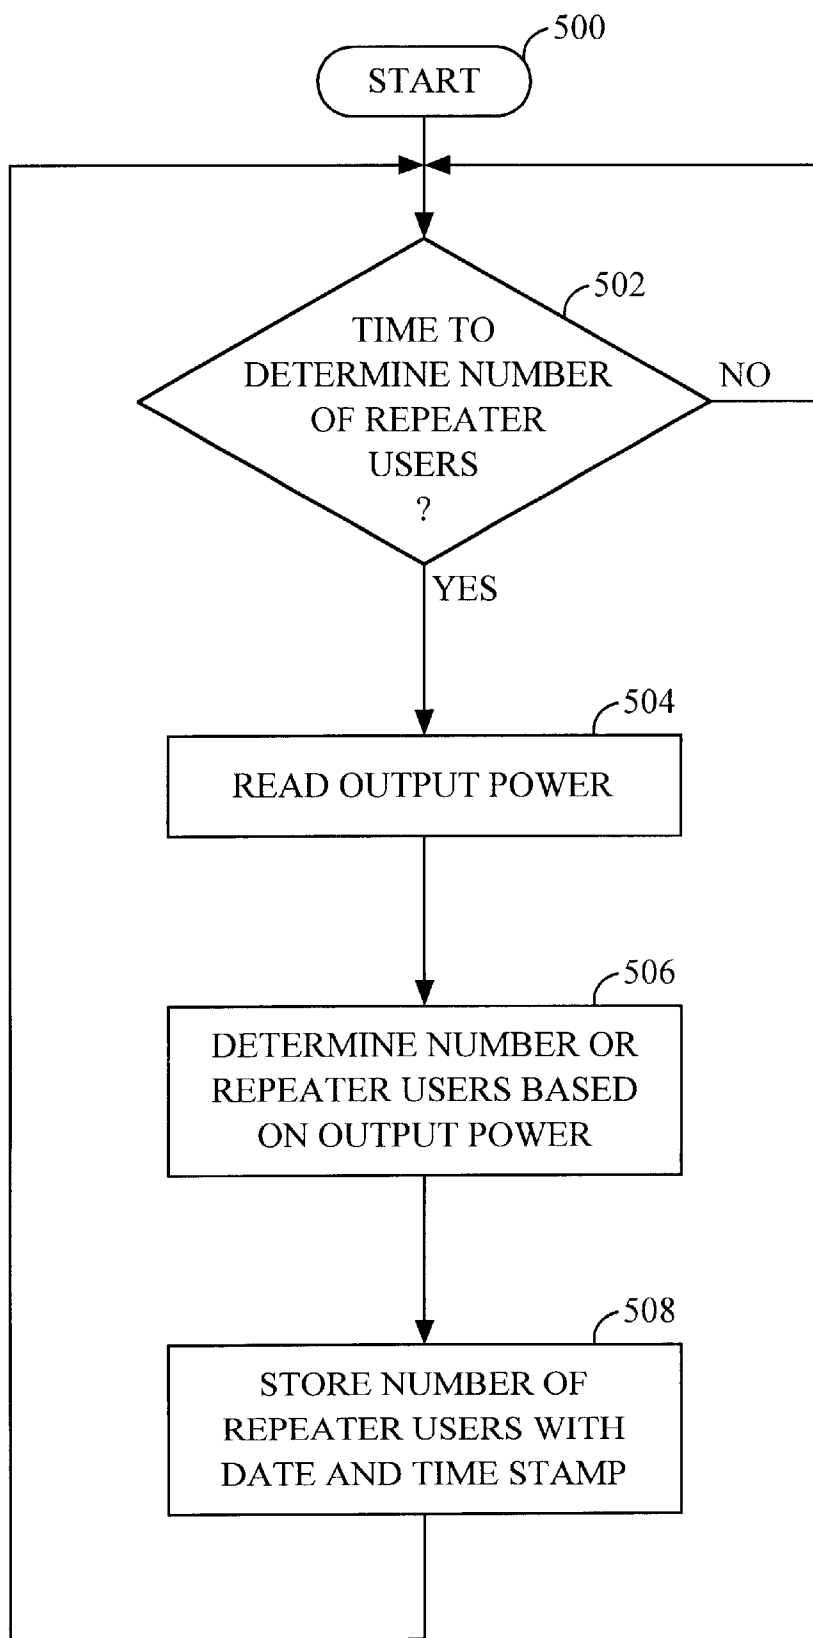 500
START
502
TIME TO
DETERMINE NUMBER
OF REPEATER
USERS
?
NO
YES
504
READ OUTPUT POWER
506
DETERMINE NUMBER OR
REPEATER USERS BASED
ON OUTPUT POWER
508
STORE NUMBER OF
REPEATER USERS WITH
DATE AND TIME STAMP